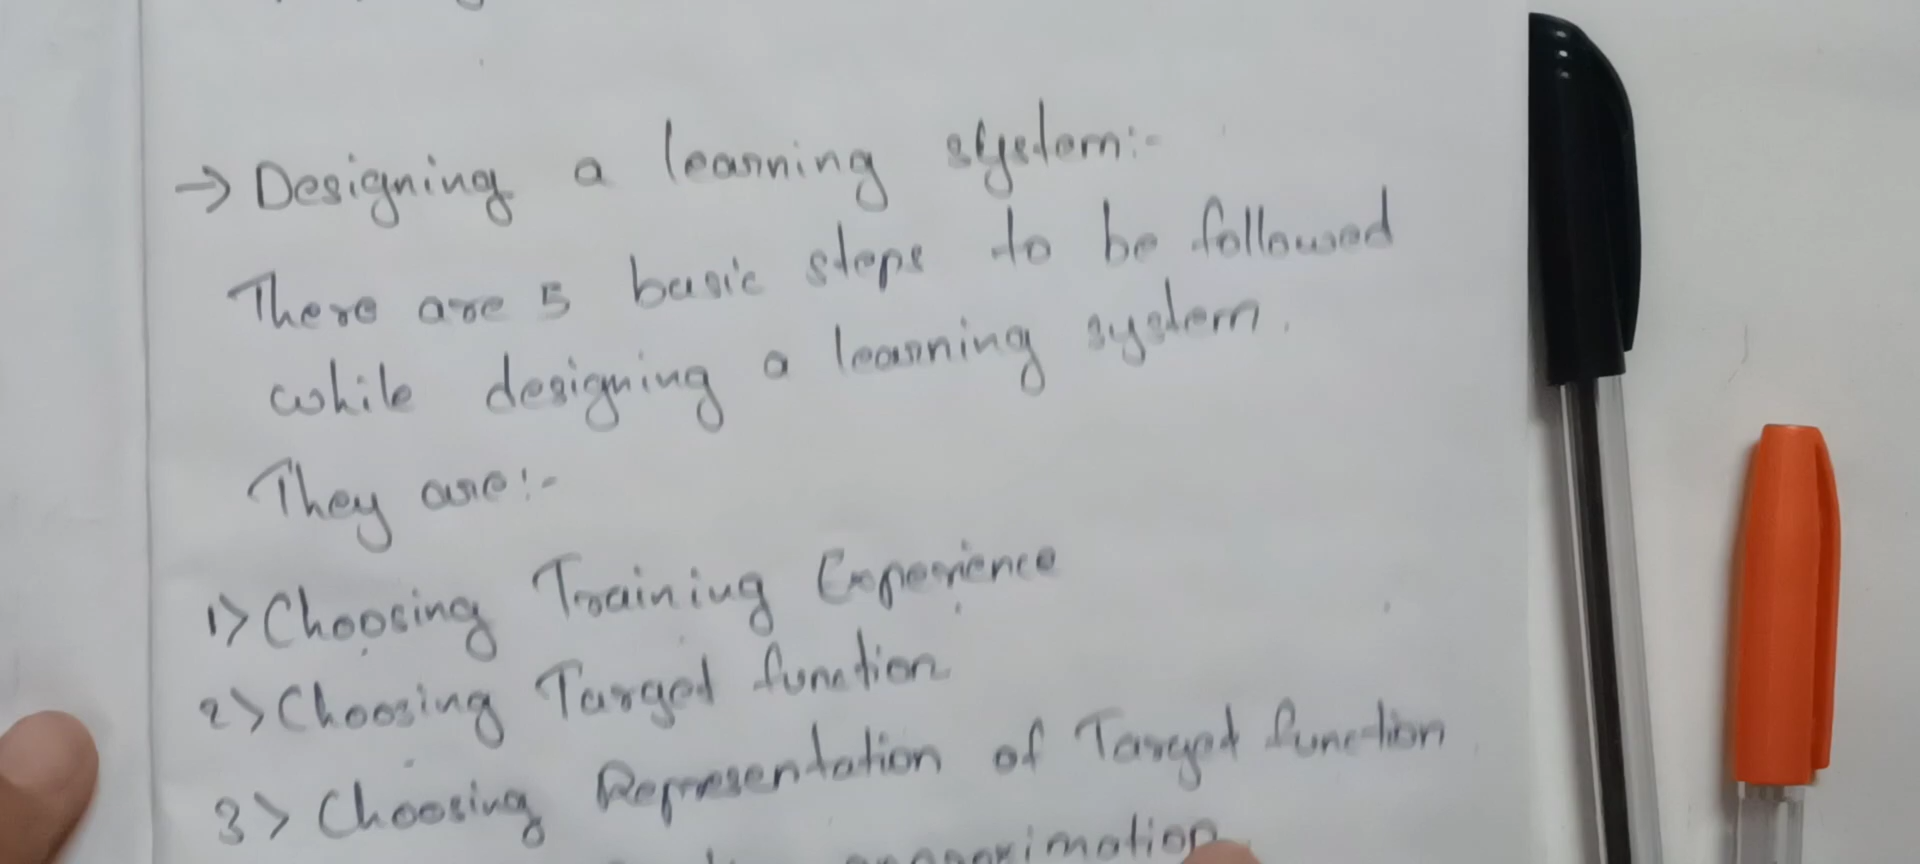 → Designing a learning system:-
There are 5 basic steps to be followed
while designing a learning system.
They are:-
1> Choosing Training Experience
2> Choosing Target function
3> Choosing Representation of Target function
approximation